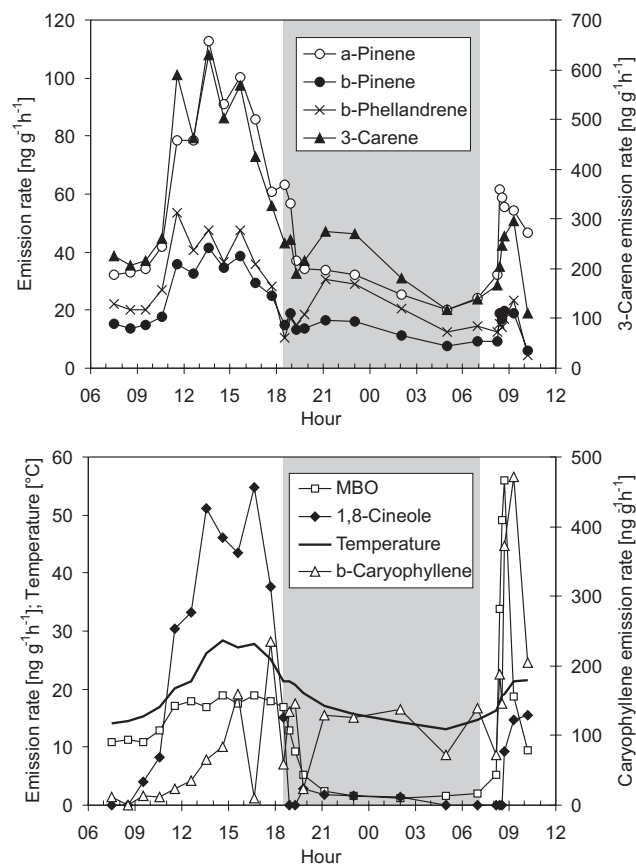 120
100
80
60
40
20
0
Emission rate [ng g⁻¹h⁻¹]
a-Pinene
b-Pinene
b-Phellandrene
3-Carene
700
600
500
400
300
200
100
0
3-Carene emission rate [ng g⁻¹h⁻¹]
06 09 12 15 18 21 00 03 06 09 12
Hour
60
50
40
30
20
10
0
Emission rate [ng g⁻¹h⁻¹]; Temperature [°C]
MBO
1,8-Cineole
Temperature
b-Caryophyllene
500
400
300
200
100
0
Caryophyllene emission rate [ng g⁻¹h⁻¹]
06 09 12 15 18 21 00 03 06 09 12
Hour